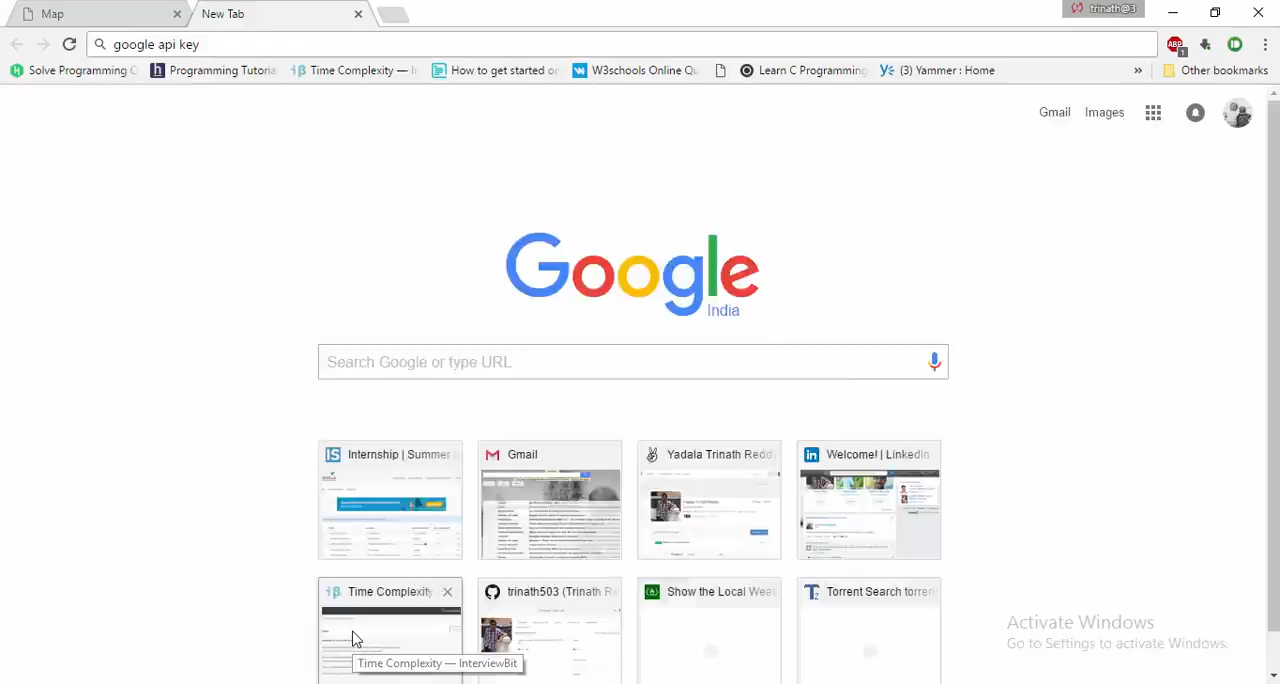 Map
New Tab
trinath@3
google api key
Solve Programming
Programming Tutoria
Time Complexity —
How to get started o
W3schools Online Qu
Learn C Programming
(3) Yammer : Home
»
Other bookmarks
Gmail
Images
Google
India
Search Google or type URL
Internship | Summer
Gmail
Yadala Trinath Reddy
Welcome! | LinkedIn
Time Complexity
trinath503 (Trinath Re
Show the Local Wea
Torrent Search torren
Time Complexity — InterviewBit
Activate Windows
Go to Settings to activate Windows.